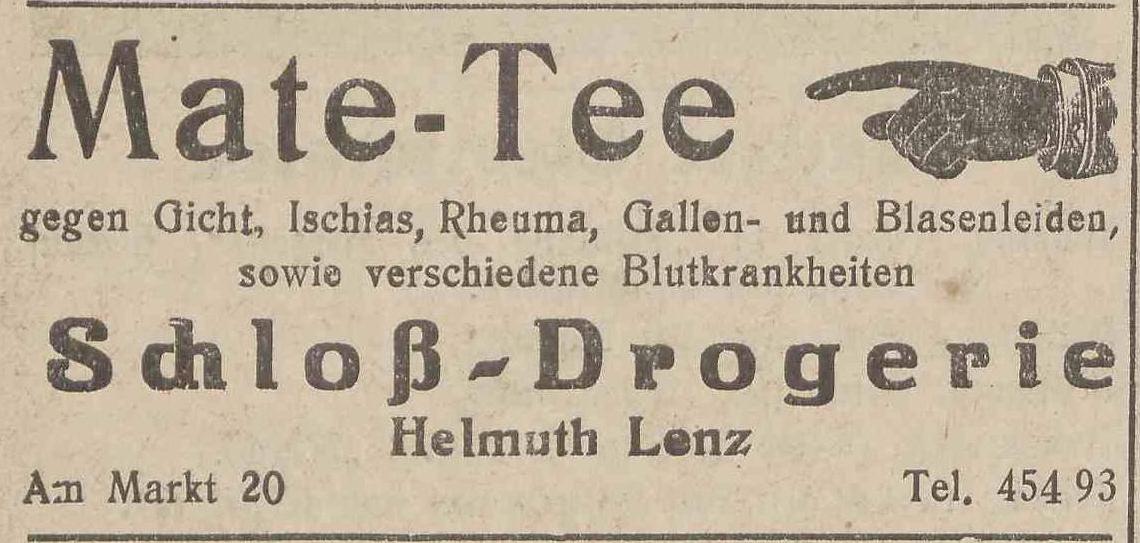 Mate-Tee
gegen Gicht, Ischias, Rheuma, Gallen- und Blasenleiden,
sowie verschiedene Blutkrankheiten
Schloß-Drogerie
Helmuth Lenz
Am Markt 20 Tel. 454 93